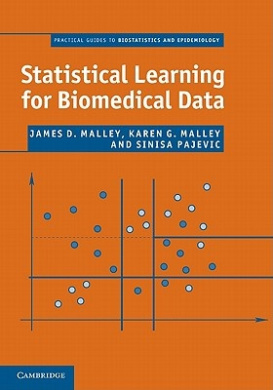 PRACTICAL GUIDES TO BIOSTATISTICS AND EPIDEMIOLOGY
Statistical Learning
for Biomedical Data
JAMES D. MALLEY, KAREN G. MALLEY
AND SINISA PAJEVIC
CAMBRIDGE